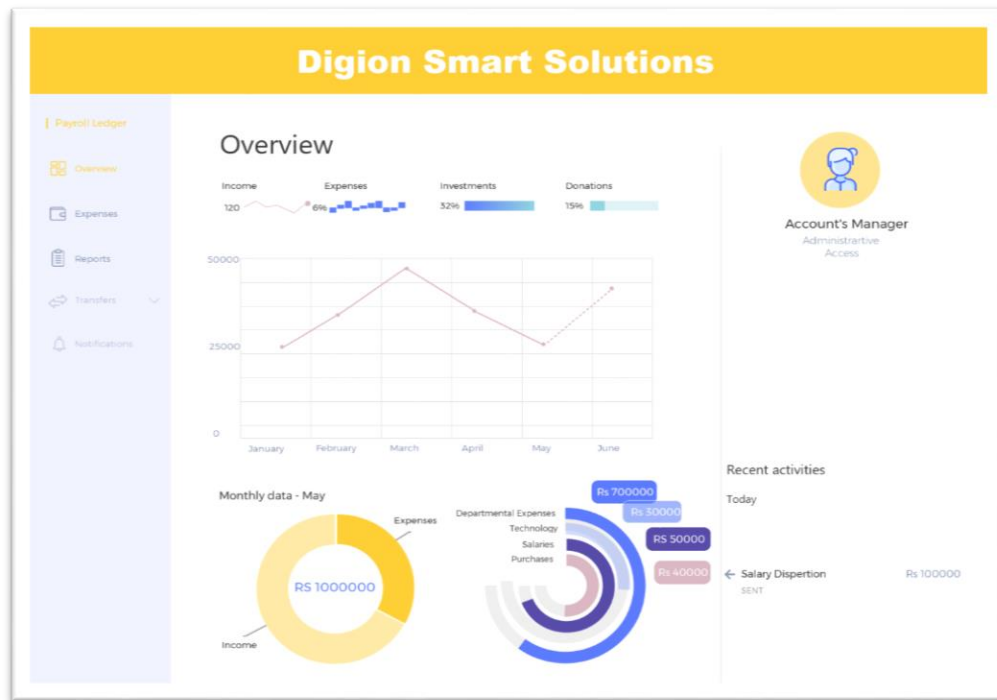 Digion Smart Solutions
Payroll Ledger
Overview
Expenses
Reports
Transfers
Notifications
Overview
Income
Expenses
Investments
Donations
120
6%
32%
15%
50000
25000
0
January
February
March
April
May
June
Monthly data - May
Expenses
RS 1000000
Income
Departmental Expenses
Technology
Salaries
Purchases
Rs 700000
Rs 30000
RS 50000
Rs 40000
Account's Manager
Administrartive
Access
Recent activities
Today
Salary Dispertion
Rs 100000
SENT